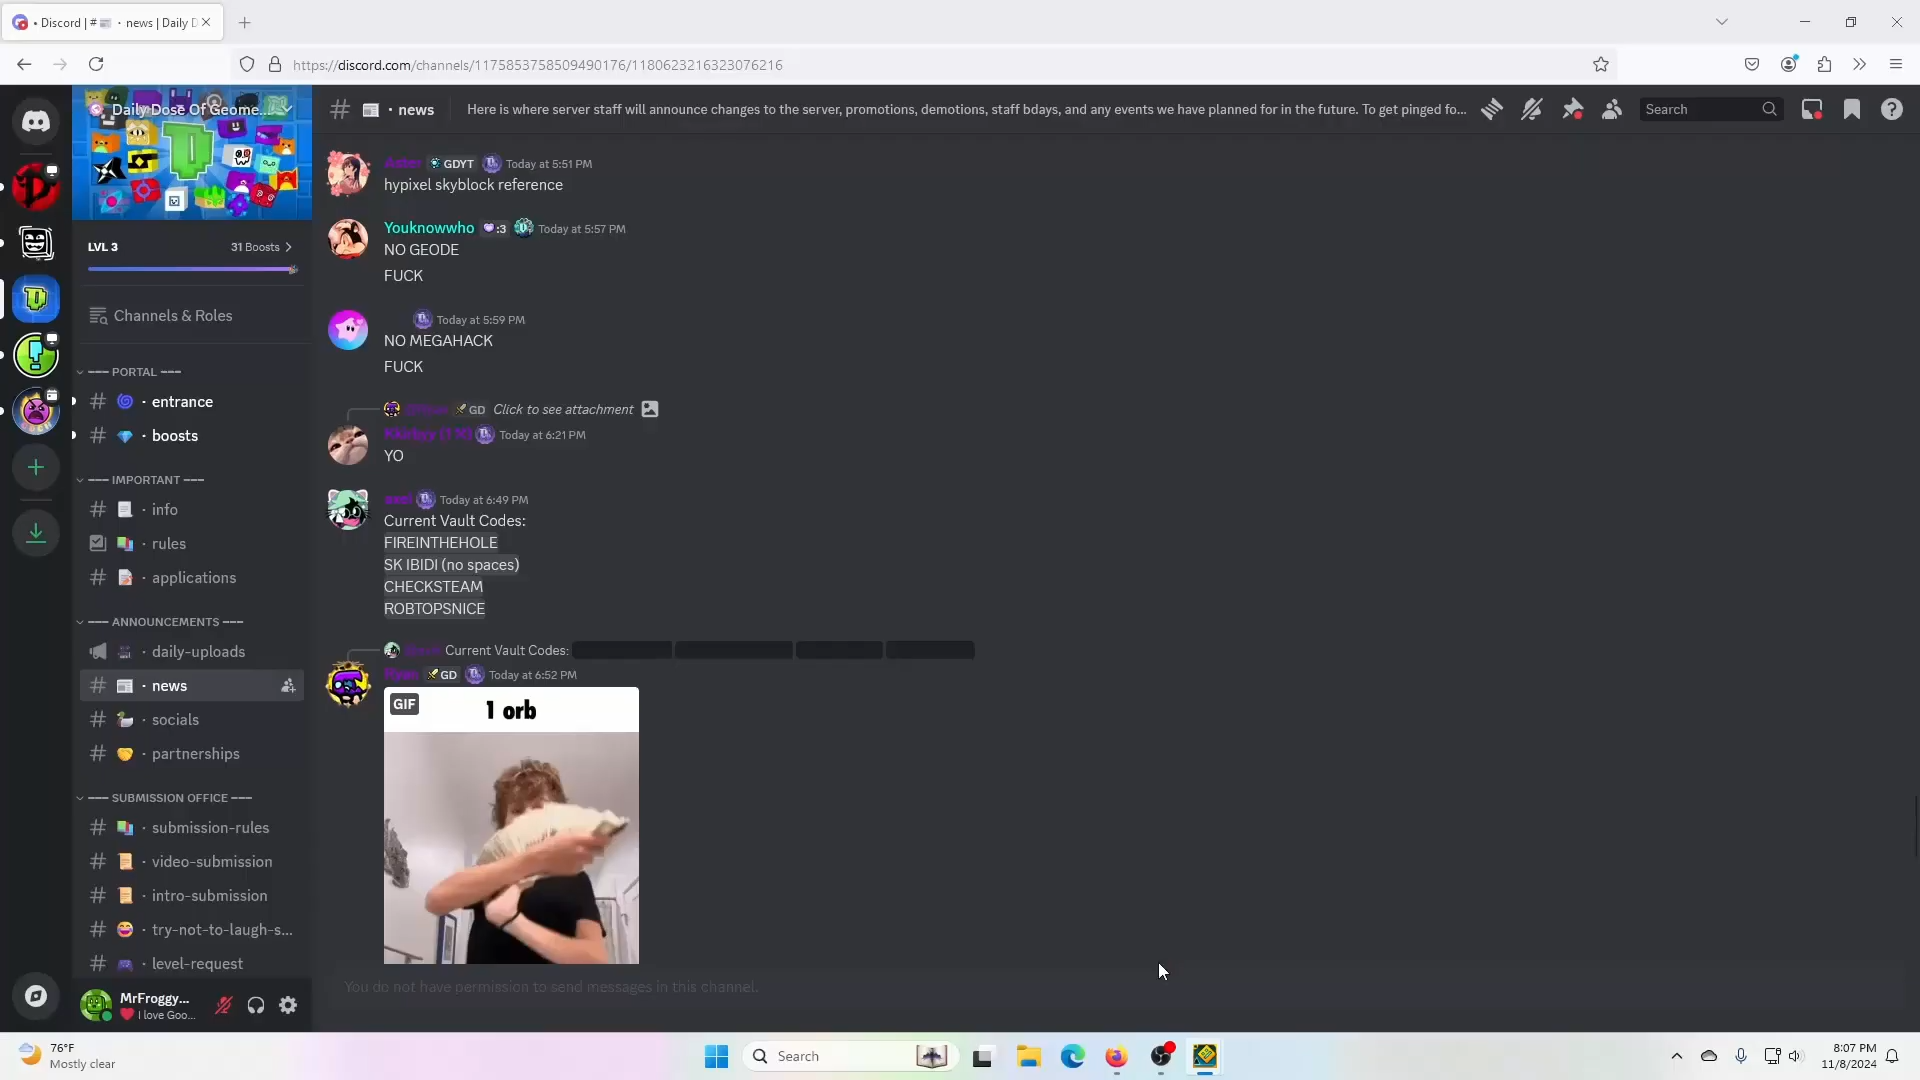 • Discord | # · news | Daily D
https://discord.com/channels/1175853758509490176/1180623216323076216
Daily Dose Of Geome...
LVL 3
31 Boosts
Channels & Roles
PORTAL
entrance
boosts
IMPORTANT
info
rules
applications
ANNOUNCEMENTS
daily-uploads
news
socials
partnerships
SUBMISSION OFFICE
submission-rules
video-submission
intro-submission
try-not-to-laugh-s...
level-request
MrFroggy...
I love Goo...
· news
Here is where server staff will announce changes to the server, promotions, demotions, staff bdays, and any events we have planned for in the future. To get pinged fo...
Search
Aster GDYT Today at 5:51 PM
hypixel skyblock reference
Youknowwho :3 Today at 5:57 PM
NO GEODE
FUCK
Today at 5:59 PM
NO MEGAHACK
FUCK
GD Click to see attachment
Today at 6:21 PM
YO
axel Today at 6:49 PM
Current Vault Codes:
FIREINTHEHOLE
SK IBIDI (no spaces)
CHECKSTEAM
ROBTOPSNICE
Current Vault Codes:
Ryan GD Today at 6:52 PM
GIF
1 orb
You do not have permission to send messages in this channel.
76°F
Mostly clear
Search
8:07 PM
11/8/2024